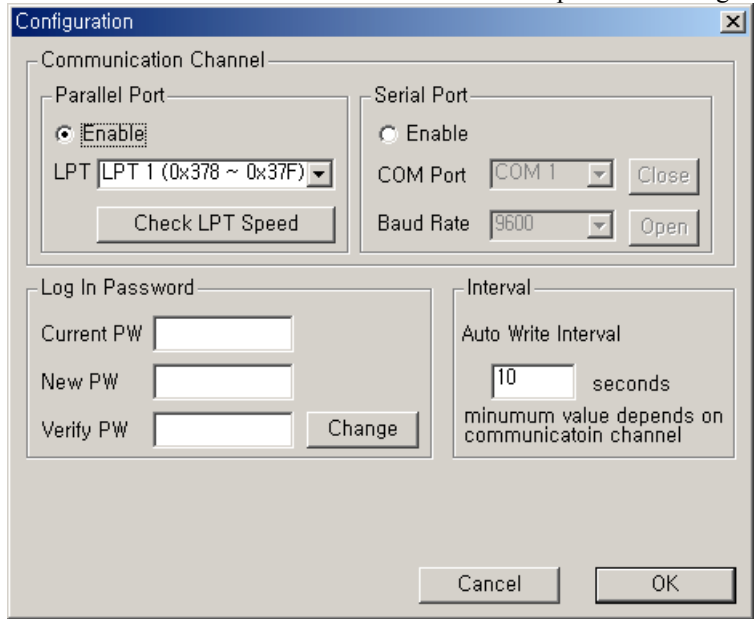 Configuration
Communication Channel
Parallel Port
Enable
LPT LPT 1 (0x378 ~ 0x37F)
Check LPT Speed
Serial Port
Enable
COM Port COM 1 Close
Baud Rate 9600 Open
Log In Password
Current PW
New PW
Verify PW Change
Interval
Auto Write Interval
10 seconds
minumum value depends on
communicatoin channel
Cancel OK